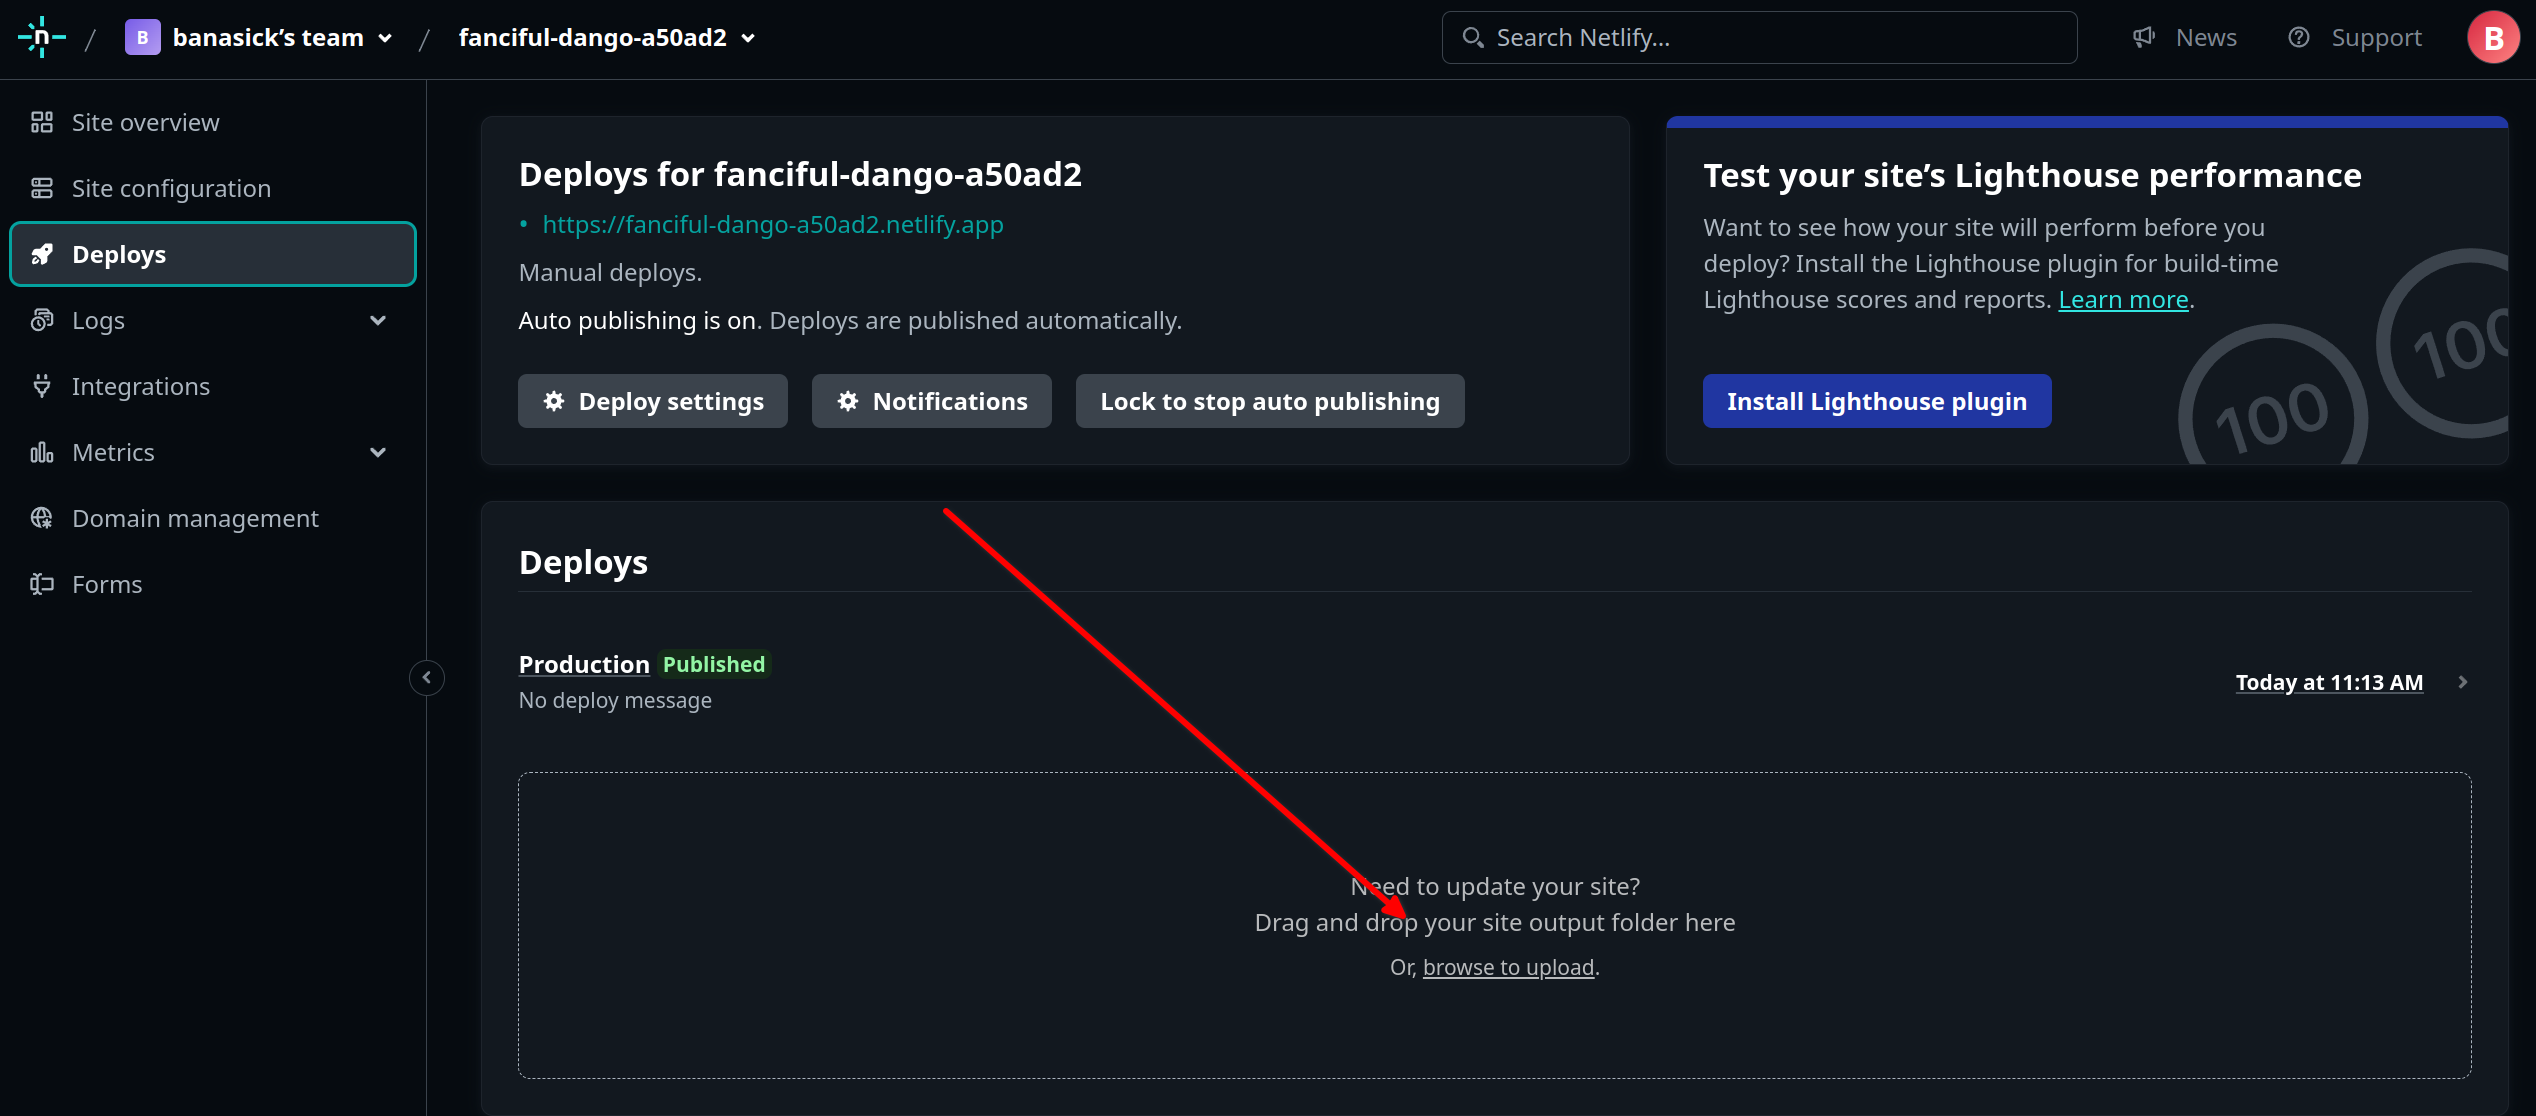 n / B banasick's team / fanciful-dango-a50ad2
Search Netlify...
News
Support
B
Site overview
Site configuration
Deploys
Logs
Integrations
Metrics
Domain management
Forms
Deploys for fanciful-dango-a50ad2
• https://fanciful-dango-a50ad2.netlify.app
Manual deploys.
Auto publishing is on. Deploys are published automatically.
Deploy settings
Notifications
Lock to stop auto publishing
Test your site's Lighthouse performance
Want to see how your site will perform before you
deploy? Install the Lighthouse plugin for build-time
Lighthouse scores and reports. Learn more.
Install Lighthouse plugin
100
100
Deploys
Production Published
No deploy message
Today at 11:13 AM
Need to update your site?
Drag and drop your site output folder here
Or, browse to upload.